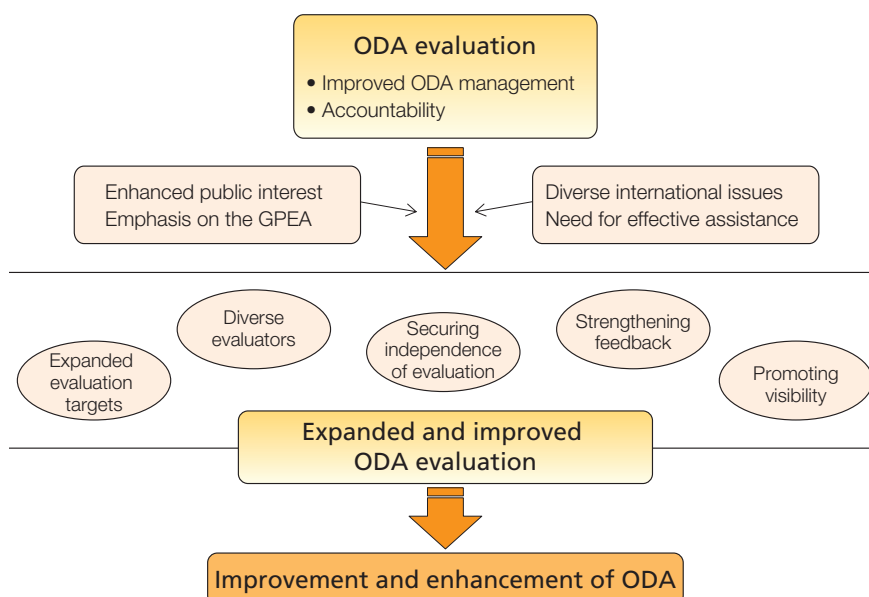 ODA evaluation
• Improved ODA management
• Accountability
Enhanced public interest
Emphasis on the GPEA
Diverse international issues
Need for effective assistance
Expanded
evaluation
targets
Diverse
evaluators
Securing
independence
of evaluation
Strengthening
feedback
Promoting
visibility
Expanded and improved
ODA evaluation
Improvement and enhancement of ODA